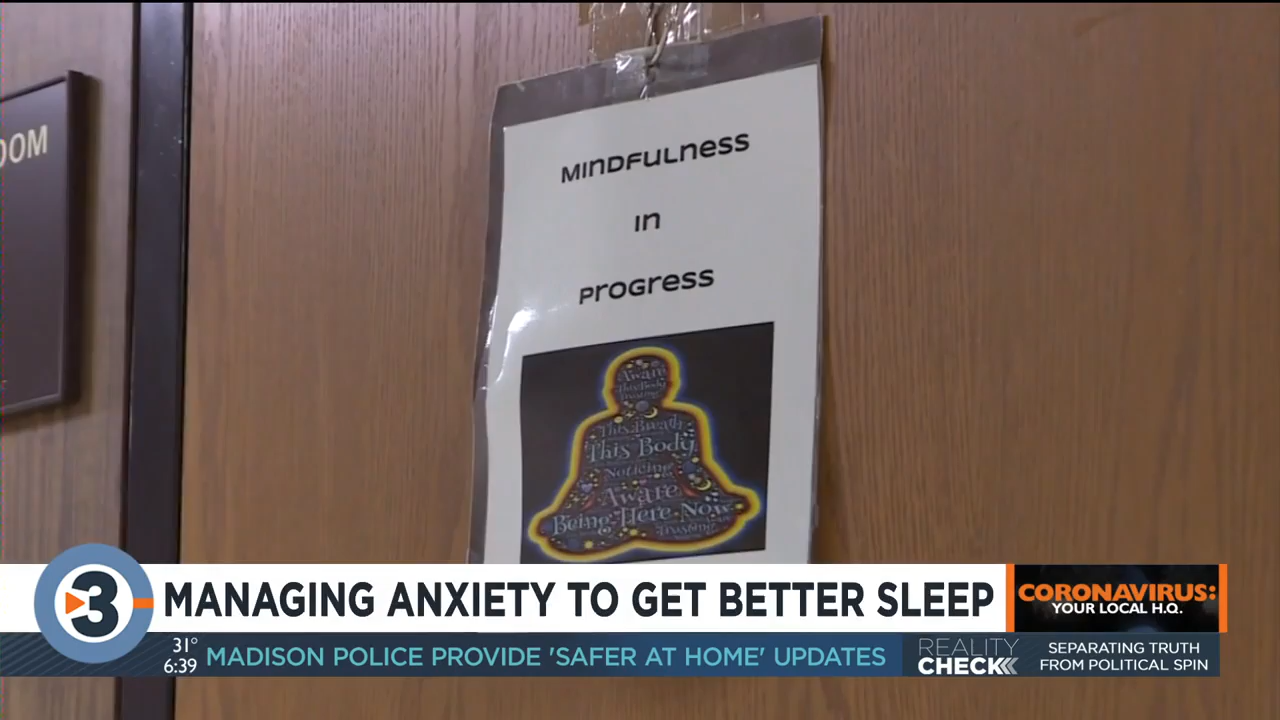 OOM
MINDFULNESS
IN
PROGRESS
Aware
This Body
Trusting
This Breath
This Body
Noticing
Aware
Being Here Now
Trusting
3
MANAGING ANXIETY TO GET BETTER SLEEP
CORONAVIRUS:
YOUR LOCAL H.Q.
31°
6:39
MADISON POLICE PROVIDE 'SAFER AT HOME' UPDATES
REALITY
CHECK
SEPARATING TRUTH
FROM POLITICAL SPIN